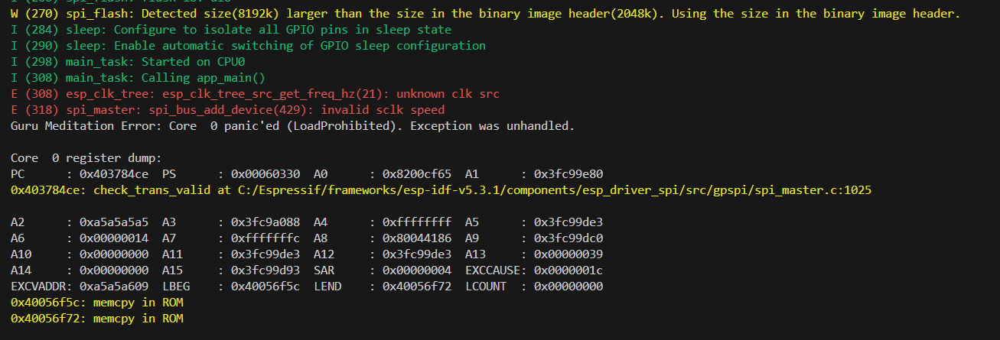 W (270) spi_flash: Detected size(8192k) larger than the size in the binary image header(2048k). Using the size in the binary image header.
I (284) sleep: Configure to isolate all GPIO pins in sleep state
I (290) sleep: Enable automatic switching of GPIO sleep configuration
I (298) main_task: Started on CPU0
I (308) main_task: Calling app_main()
E (308) esp_clk_tree: esp_clk_tree_src_get_freq_hz(21): unknown clk src
E (318) spi_master: spi_bus_add_device(429): invalid sclk speed
Guru Meditation Error: Core  0 panic'ed (LoadProhibited). Exception was unhandled.
Core  0 register dump:
PC      : 0x403784ce  PS      : 0x00060330  A0      : 0x8200cf65  A1      : 0x3fc99e80
0x403784ce: check_trans_valid at C:/Espressif/frameworks/esp-idf-v5.3.1/components/esp_driver_spi/src/gpspi/spi_master.c:1025
A2      : 0xa5a5a5a5  A3      : 0x3fc9a088  A4      : 0xffffffff  A5      : 0x3fc99de3
A6      : 0x00000014  A7      : 0xfffffffc  A8      : 0x80044186  A9      : 0x3fc99dc0
A10     : 0x00000000  A11     : 0x3fc99de3  A12     : 0x3fc99de3  A13     : 0x00000039
A14     : 0x00000000  A15     : 0x3fc99d93  SAR     : 0x00000004  EXCCAUSE: 0x0000001c
EXCVADDR: 0xa5a5a609  LBEG    : 0x40056f5c  LEND    : 0x40056f72  LCOUNT  : 0x00000000
0x40056f5c: memcpy in ROM
0x40056f72: memcpy in ROM